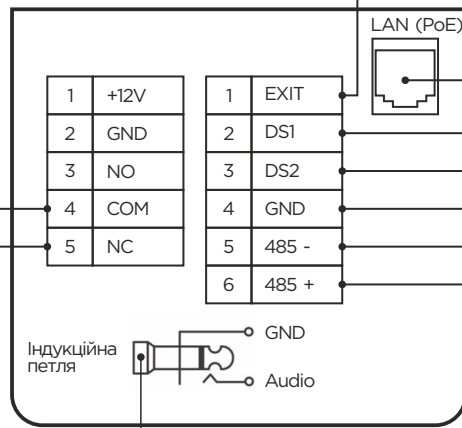 LAN (PoE)
1 +12V
2 GND
3 NO
4 COM
5 NC
1 EXIT
2 DS1
3 DS2
4 GND
5 485 -
6 485 +
Індукційна
петля
GND
Audio